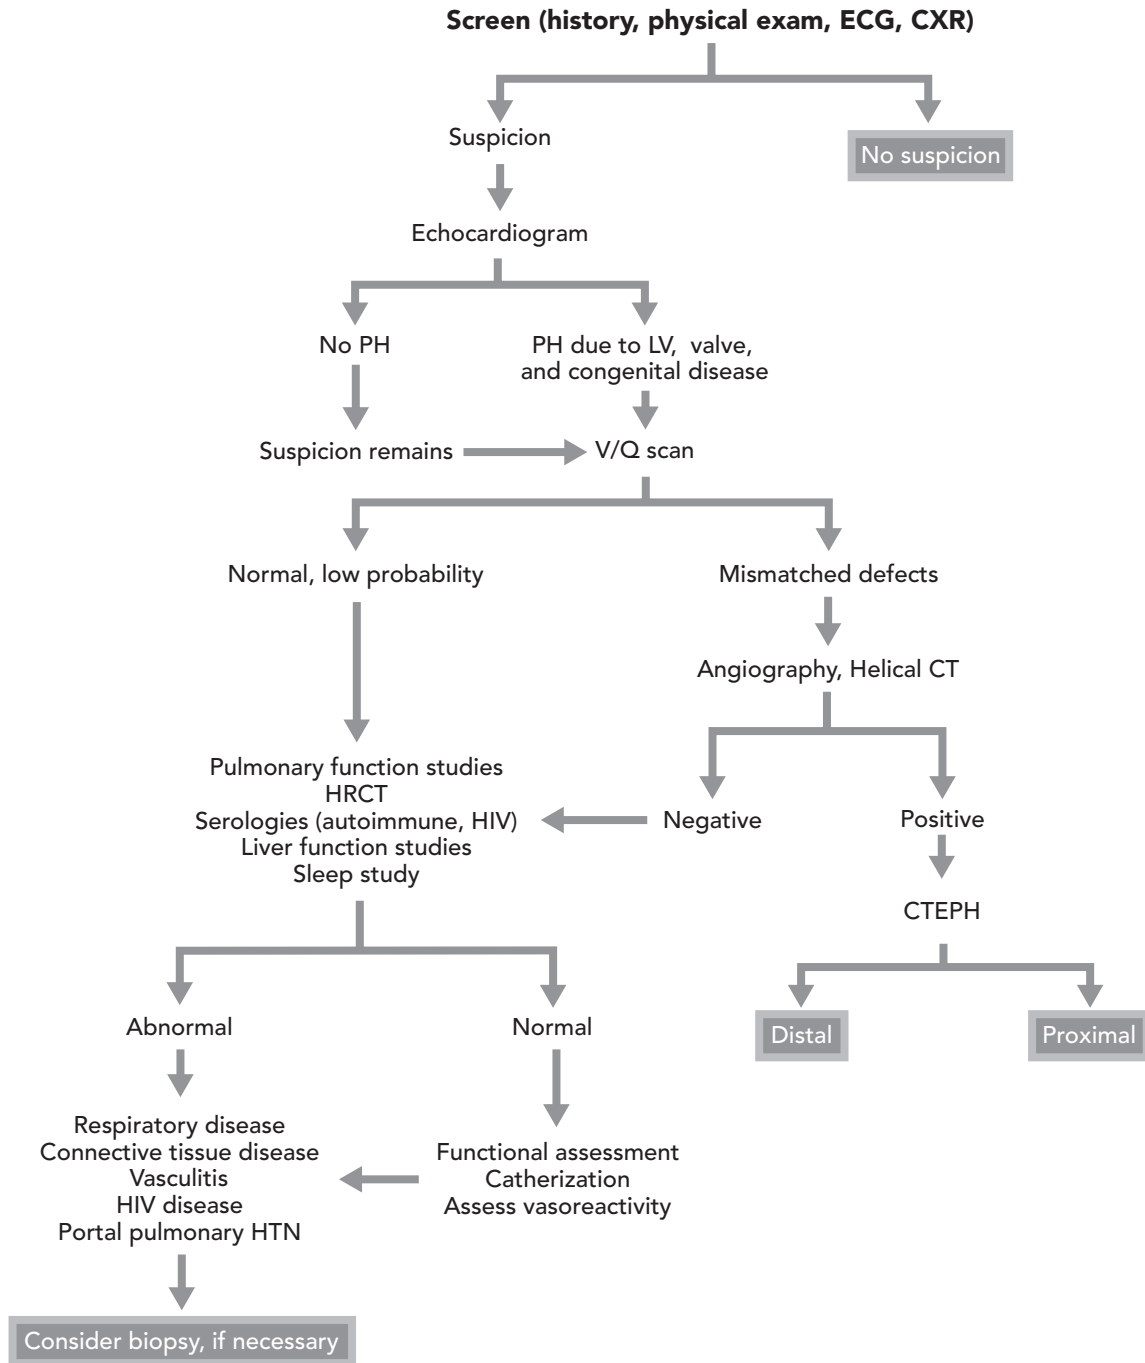 Screen (history, physical exam, ECG, CXR)
Suspicion
No suspicion
Echocardiogram
No PH
PH due to LV, valve,
and congenital disease
Suspicion remains
V/Q scan
Normal, low probability
Mismatched defects
Angiography, Helical CT
Pulmonary function studies
HRCT
Serologies (autoimmune, HIV)
Liver function studies
Sleep study
Negative
Positive
CTEPH
Abnormal
Normal
Distal
Proximal
Respiratory disease
Connective tissue disease
Vasculitis
HIV disease
Portal pulmonary HTN
Functional assessment
Catherization
Assess vasoreactivity
Consider biopsy, if necessary